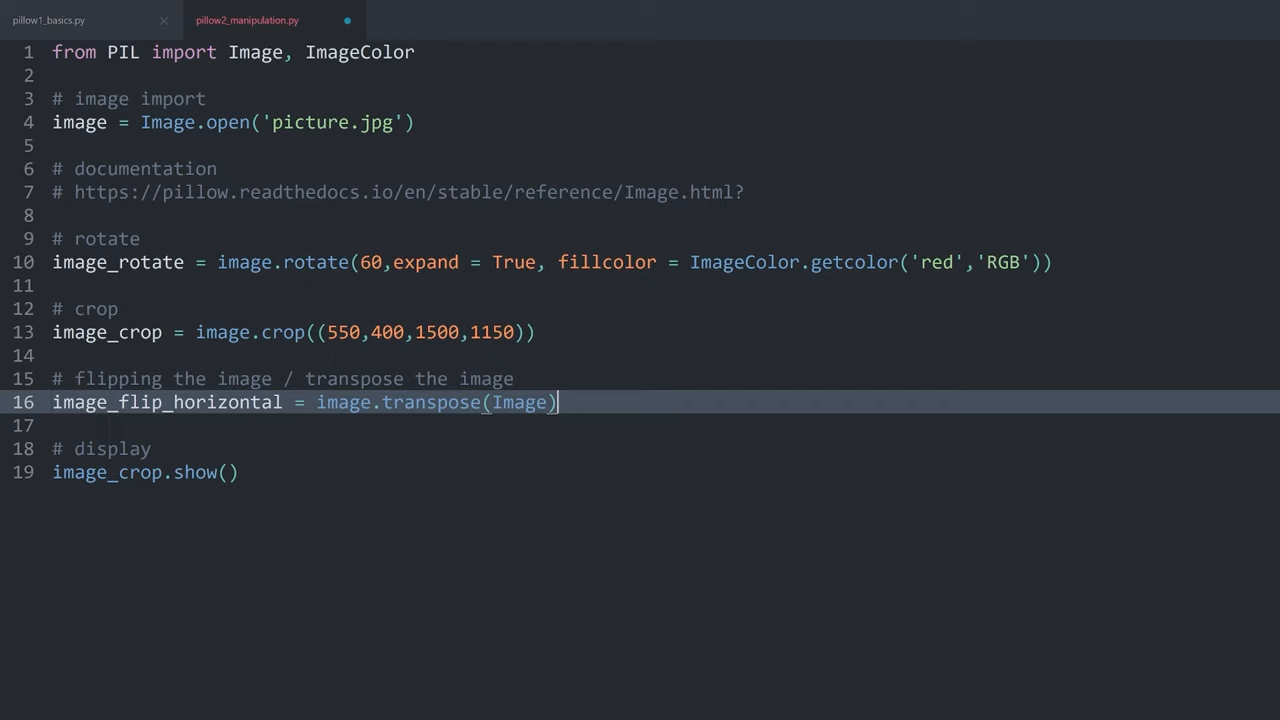 pillow1_basics.py
pillow2_manipulation.py
1 from PIL import Image, ImageColor
2
3 # image import
4 image = Image.open('picture.jpg')
5
6 # documentation
7 # https://pillow.readthedocs.io/en/stable/reference/Image.html?
8
9 # rotate
10 image_rotate = image.rotate(60,expand = True, fillcolor = ImageColor.getcolor('red','RGB'))
11
12 # crop
13 image_crop = image.crop((550,400,1500,1150))
14
15 # flipping the image / transpose the image
16 image_flip_horizontal = image.transpose(Image)
17
18 # display
19 image_crop.show()